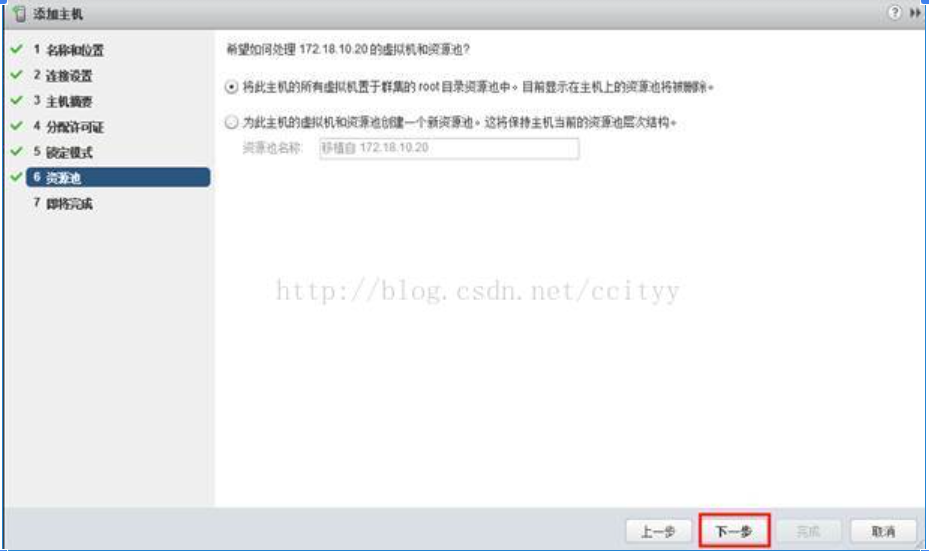 添加主机
1 名称和位置
2 连接设置
3 主机摘要
4 分配许可证
5 锁定模式
6 资源池
7 即将完成
希望如何处理 172.18.10.20 的虚拟机和资源池?
将此主机的所有虚拟机置于群集的 root 目录资源池中。目前显示在主机上的资源池将被删除。
为此主机的虚拟机和资源池创建一个新资源池。这将保持主机当前的资源池层次结构。
资源池名称: 移植自 172.18.10.20
http://blog.csdn.net/ccityy
上一步 下一步 完成 取消